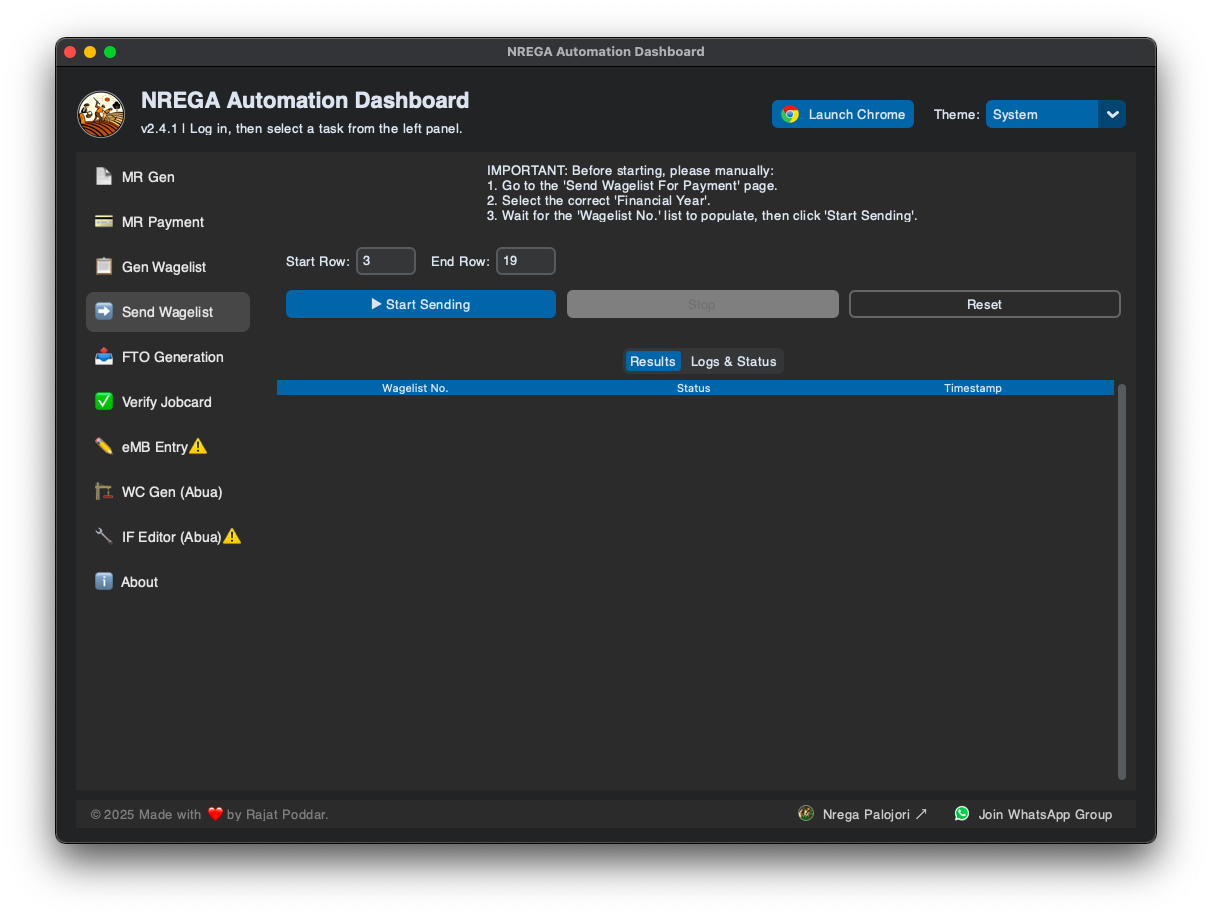 NREGA Automation Dashboard
NREGA Automation Dashboard
v2.4.1 | Log in, then select a task from the left panel.
Launch Chrome
Theme: System
MR Gen
MR Payment
Gen Wagelist
Send Wagelist
FTO Generation
Verify Jobcard
eMB Entry
WC Gen (Abua)
IF Editor (Abua)
About
IMPORTANT: Before starting, please manually:
1. Go to the 'Send Wagelist For Payment' page.
2. Select the correct 'Financial Year'.
3. Wait for the 'Wagelist No.' list to populate, then click 'Start Sending'.
Start Row: 3 End Row: 19
Start Sending Stop Reset
Results Logs & Status
Wagelist No. Status Timestamp
© 2025 Made with ❤️ by Rajat Poddar.
Nrega Palojori ↗ Join WhatsApp Group